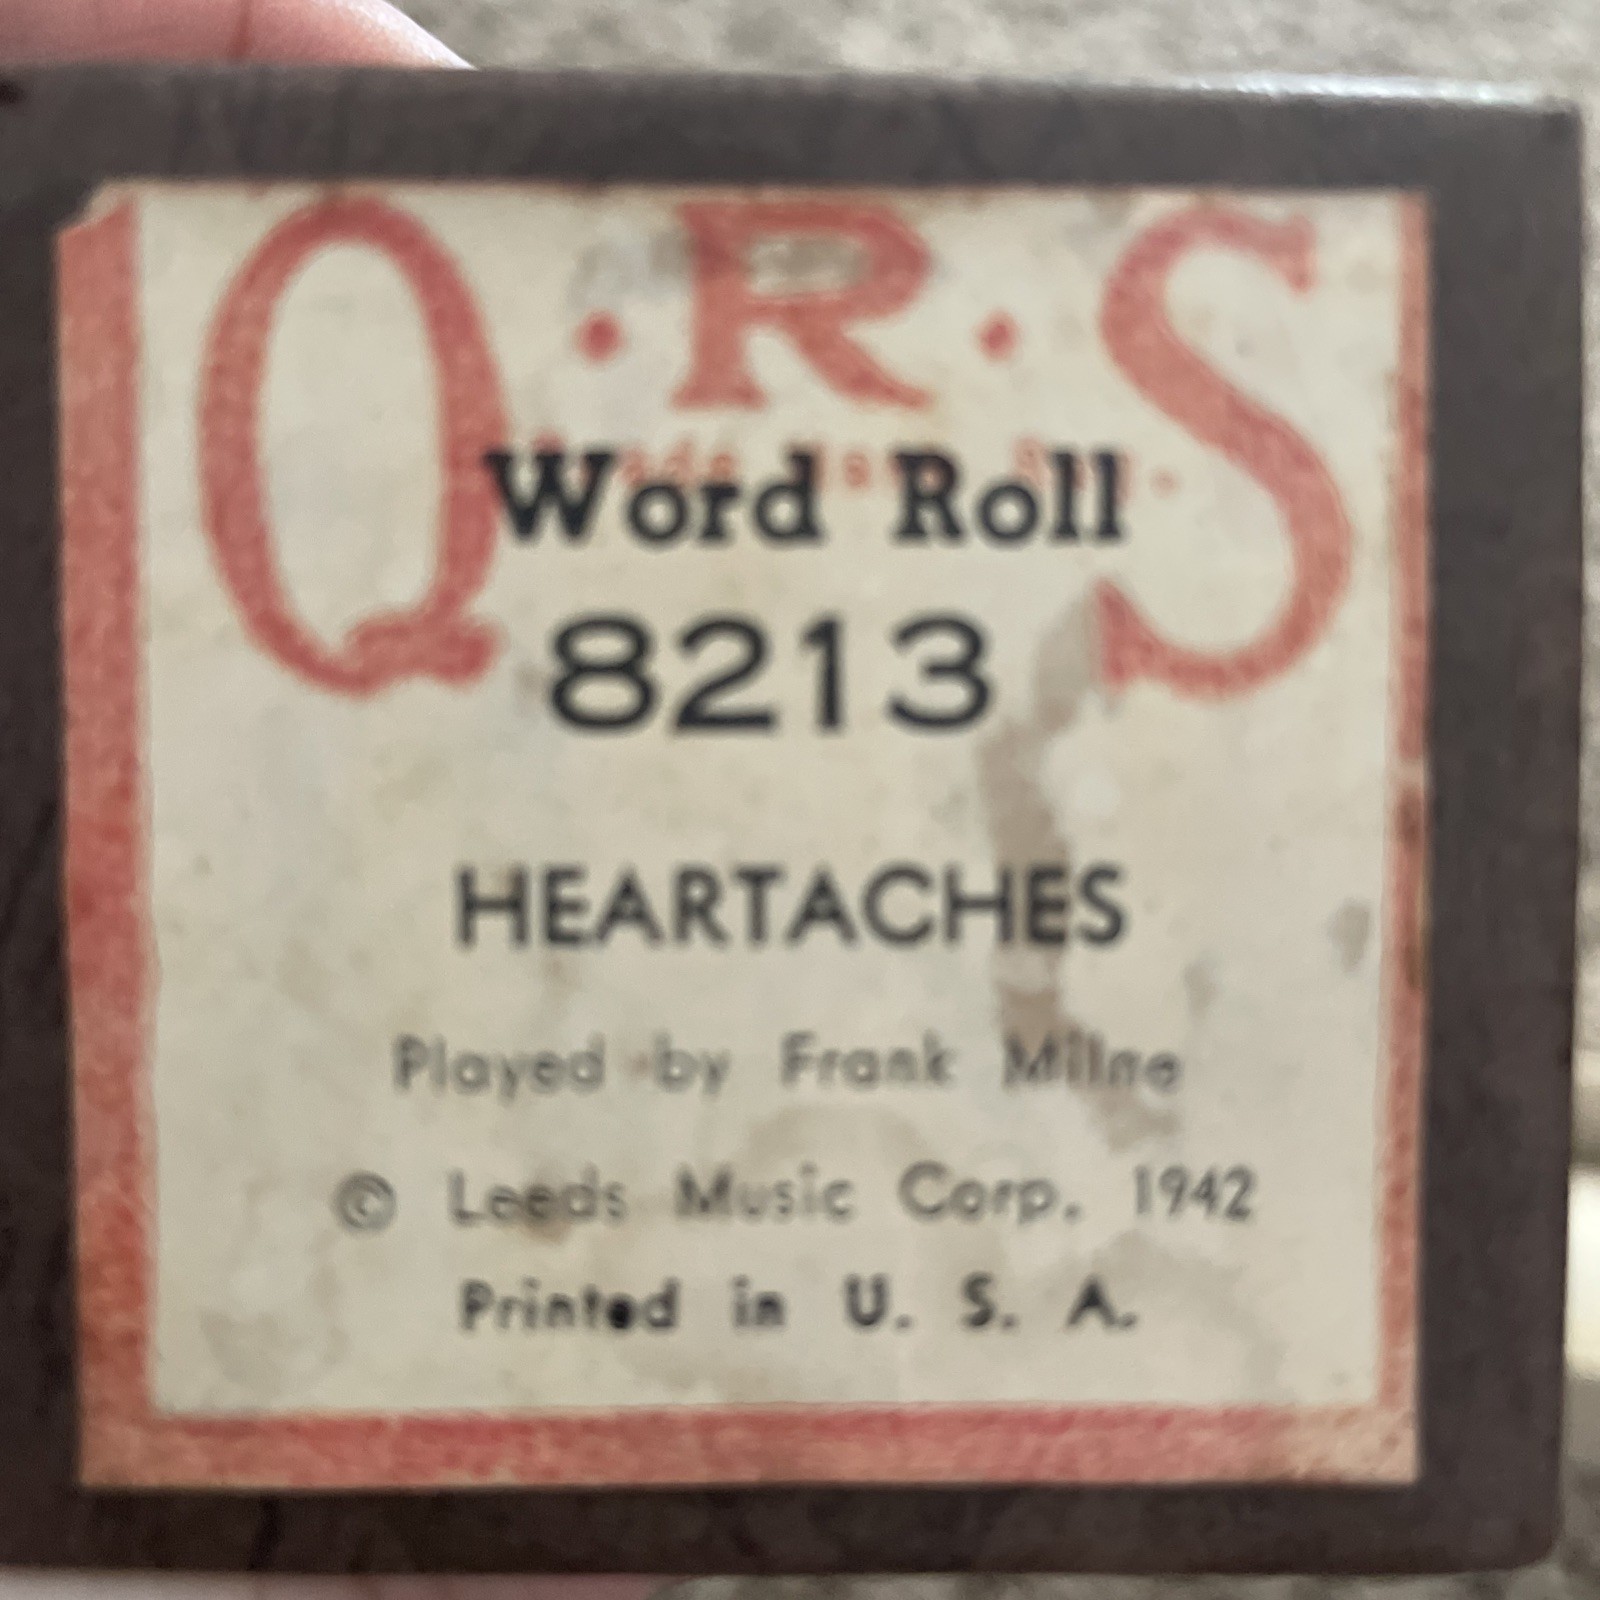 Q·R·S
Word Roll
8213
HEARTACHES
Played by Frank Milne
© Leeds Music Corp. 1942
Printed in U. S. A.